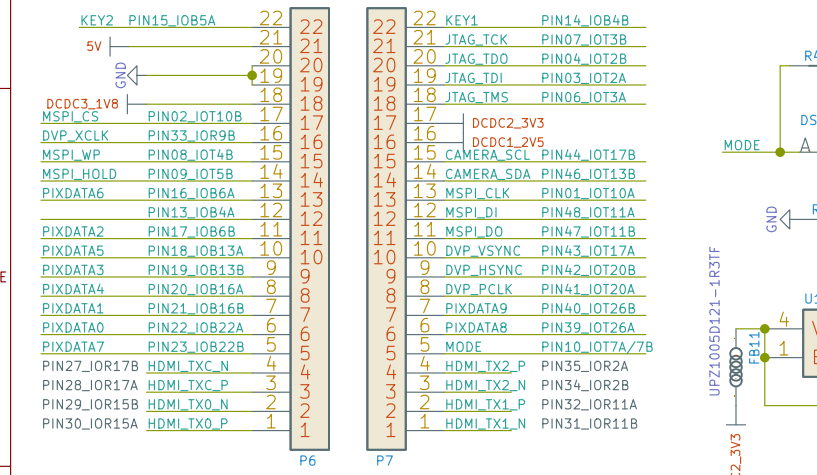 KEY2 PIN15_IOB5A 22 22
5V 21 21
20 20
GND 19 19
DCDC3_1V8 18 18
MSPI_CS PIN02_IOT10B 17 17
DVP_XCLK PIN33_IOR9B 16 16
MSPI_WP PIN08_IOT4B 15 15
MSPI_HOLD PIN09_IOT5B 14 14
PIXDATA6 PIN16_IOB6A 13 13
PIN13_IOB4A 12 12
PIXDATA2 PIN17_IOB6B 11 11
PIXDATA5 PIN18_IOB13A 10 10
PIXDATA3 PIN19_IOB13B 9 9
PIXDATA4 PIN20_IOB16A 8 8
PIXDATA1 PIN21_IOB16B 7 7
PIXDATA0 PIN22_IOB22A 6 6
PIXDATA7 PIN23_IOB22B 5 5
PIN27_IOR17B HDMI_TXC_N 4 4
PIN28_IOR17A HDMI_TXC_P 3 3
PIN29_IOR15B HDMI_TX0_N 2 2
PIN30_IOR15A HDMI_TX0_P 1 1
P6
22 22 KEY1 PIN14_IOB4B
21 21 JTAG_TCK PIN07_IOT3B
20 20 JTAG_TDO PIN04_IOT2B
19 19 JTAG_TDI PIN03_IOT2A
18 18 JTAG_TMS PIN06_IOT3A
17 17 DCDC2_3V3
16 16 DCDC1_2V5
15 15 CAMERA_SCL PIN44_IOT17B
14 14 CAMERA_SDA PIN46_IOT13B
13 13 MSPI_CLK PIN01_IOT10A
12 12 MSPI_DI PIN48_IOT11A
11 11 MSPI_DO PIN47_IOT11B
10 10 DVP_VSYNC PIN43_IOT17A
9 9 DVP_HSYNC PIN42_IOT20B
8 8 DVP_PCLK PIN41_IOT20A
7 7 PIXDATA9 PIN40_IOT26B
6 6 PIXDATA8 PIN39_IOT26A
5 5 MODE PIN10_IOT7A/7B
4 4 HDMI_TX2_P PIN35_IOR2A
3 3 HDMI_TX2_N PIN34_IOR2B
2 2 HDMI_TX1_P PIN32_IOR11A
1 1 HDMI_TX1_N PIN31_IOR11B
P7
E
R4
DS
MODE A
GND
UPZ1005D121-1R3TF
FB11
4
1
2_3V3